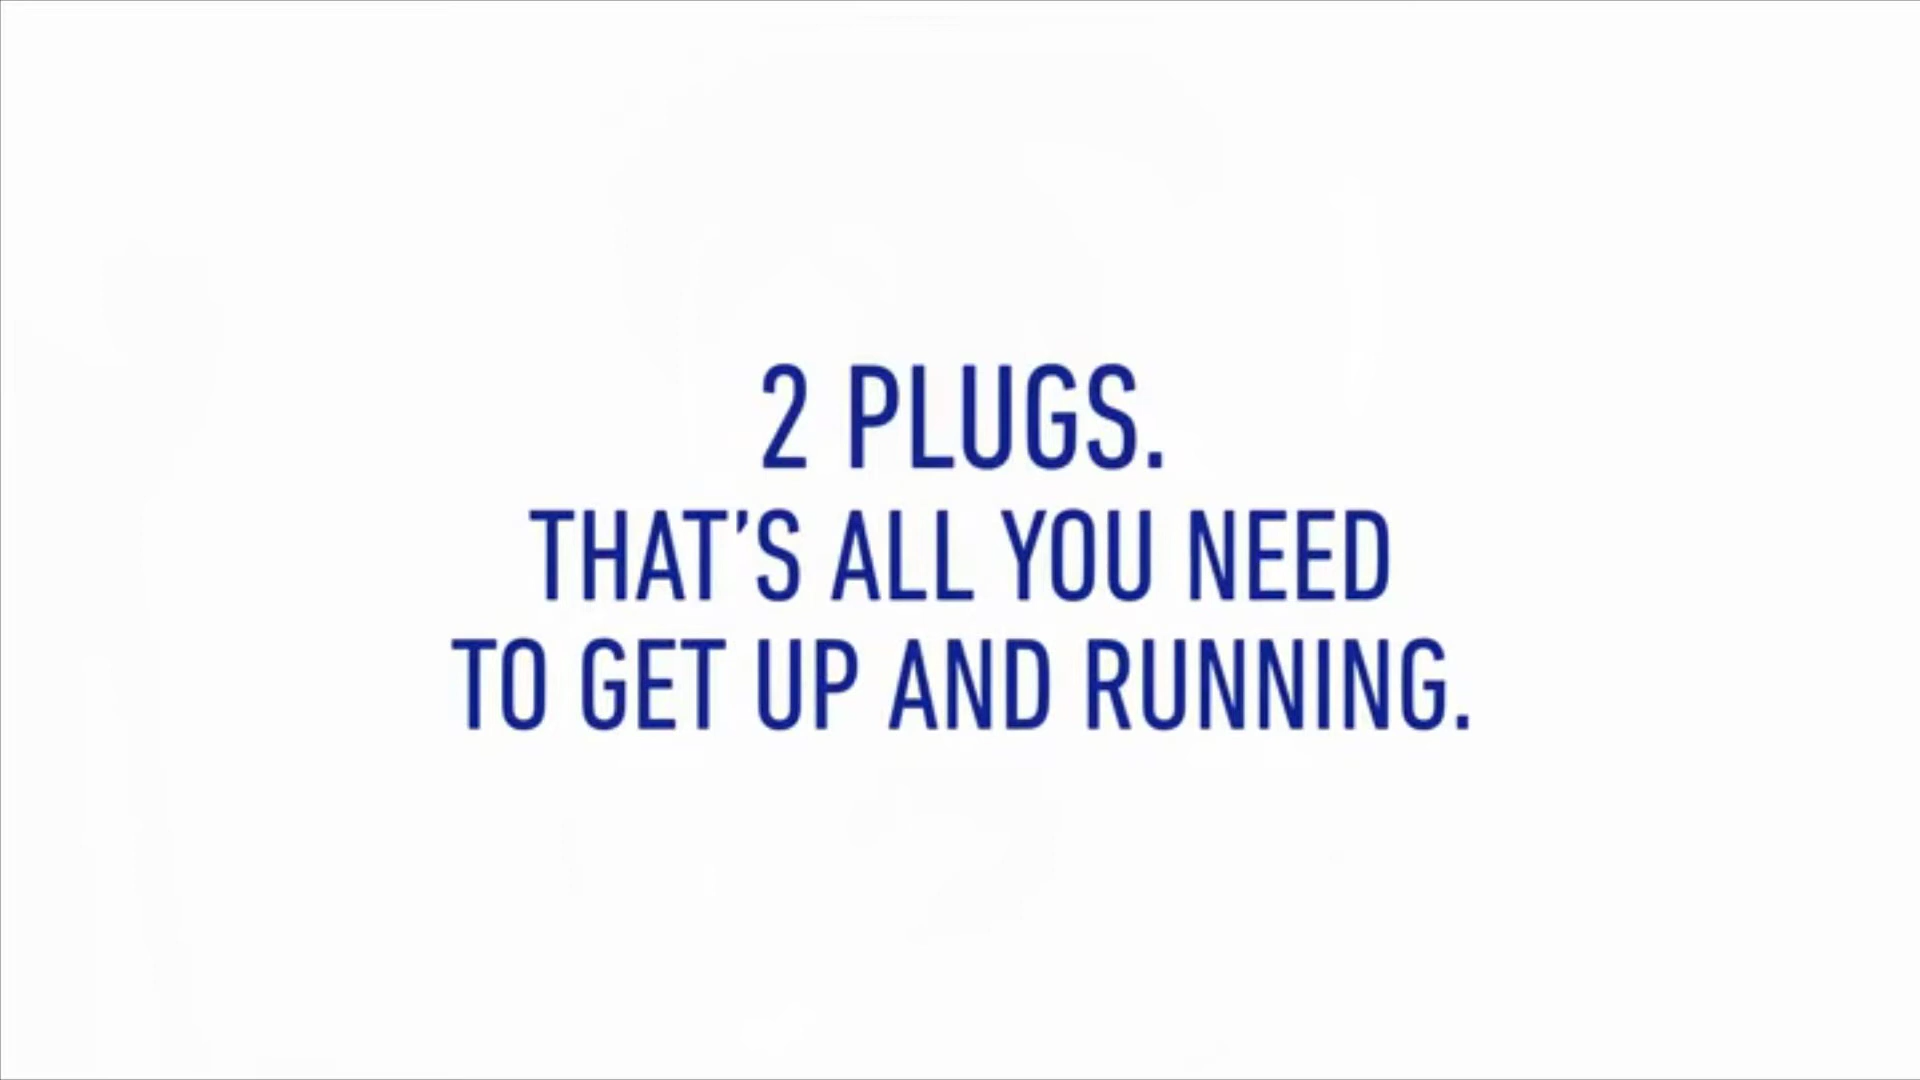 2 PLUGS.
THAT’S ALL YOU NEED
TO GET UP AND RUNNING.